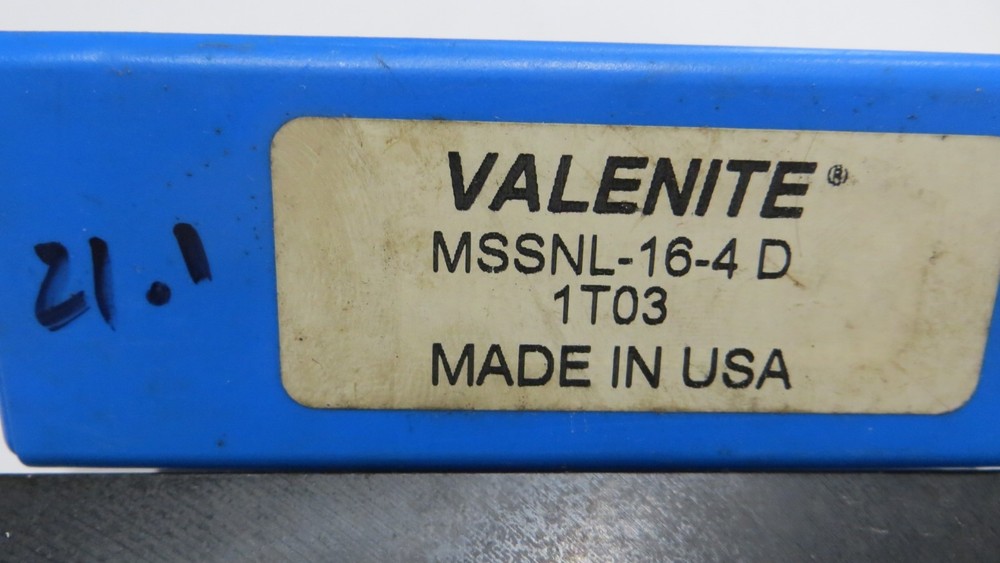 21.1
VALENITE®
MSSNL-16-4 D
1T03
MADE IN USA